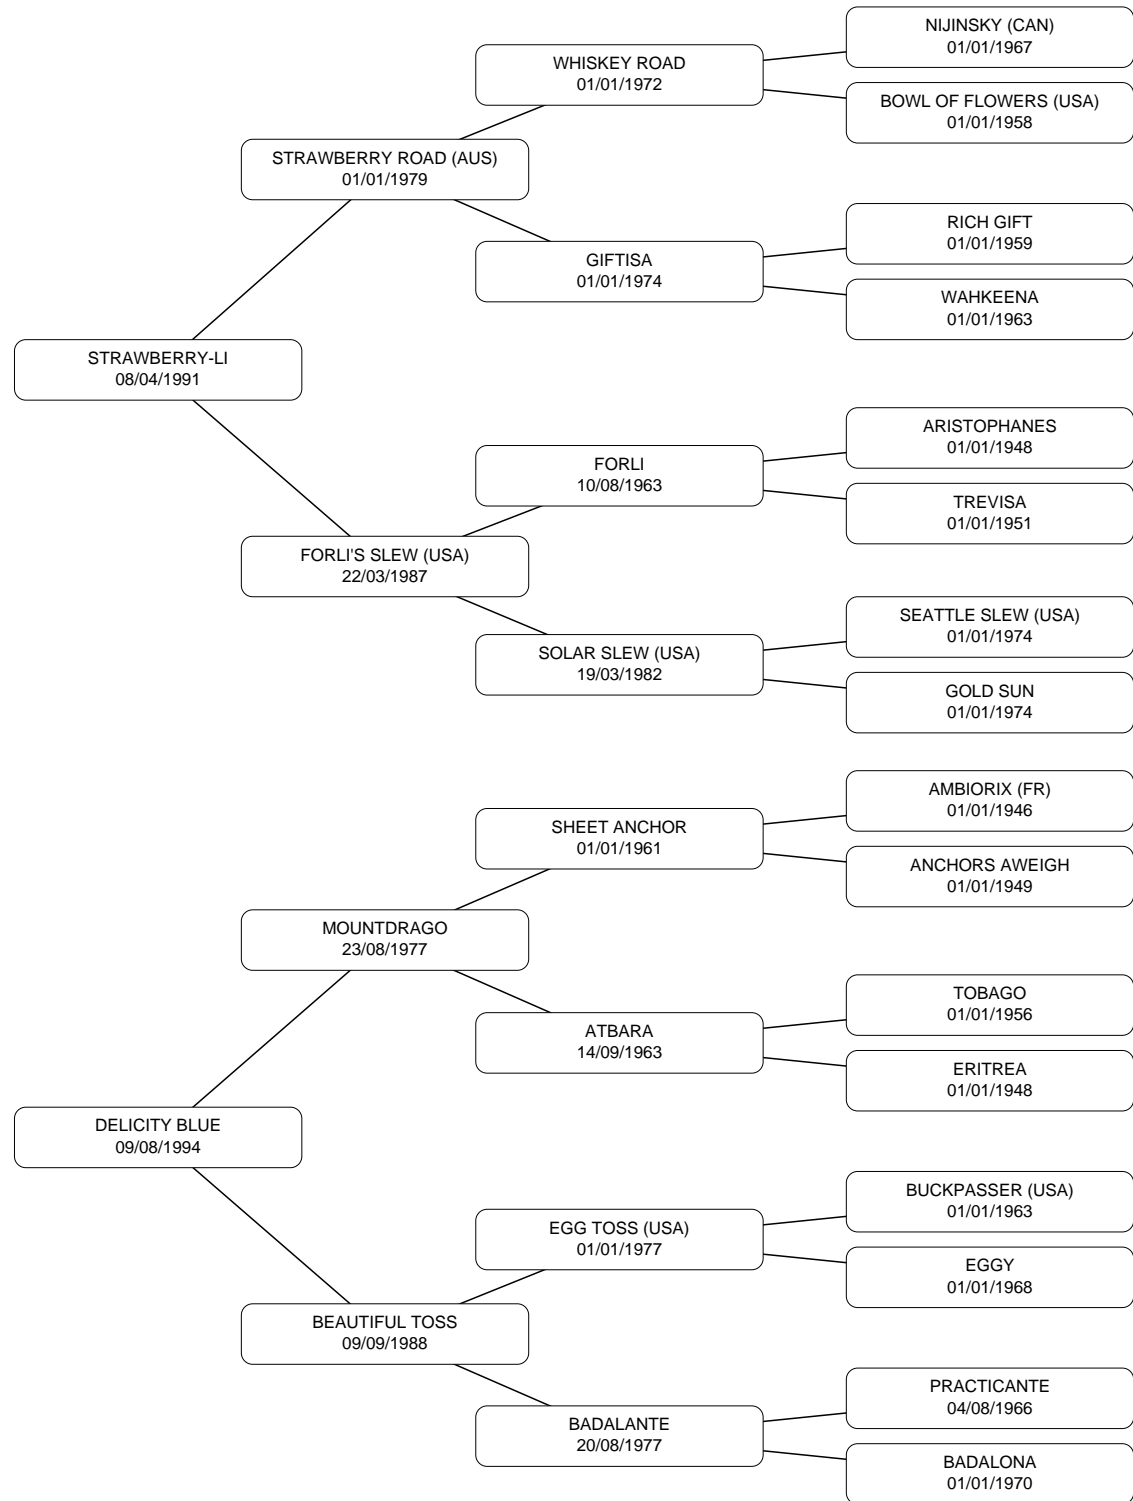 NIJINSKY (CAN)
01/01/1967
WHISKEY ROAD
01/01/1972
BOWL OF FLOWERS (USA)
01/01/1958
STRAWBERRY ROAD (AUS)
01/01/1979
RICH GIFT
01/01/1959
GIFTISA
01/01/1974
WAHKEENA
01/01/1963
STRAWBERRY-LI
08/04/1991
ARISTOPHANES
01/01/1948
FORLI
10/08/1963
TREVISA
01/01/1951
FORLI'S SLEW (USA)
22/03/1987
SEATTLE SLEW (USA)
01/01/1974
SOLAR SLEW (USA)
19/03/1982
GOLD SUN
01/01/1974
AMBIORIX (FR)
01/01/1946
SHEET ANCHOR
01/01/1961
ANCHORS AWEIGH
01/01/1949
MOUNTDRAGO
23/08/1977
TOBAGO
01/01/1956
ATBARA
14/09/1963
ERITREA
01/01/1948
DELICITY BLUE
09/08/1994
BUCKPASSER (USA)
01/01/1963
EGG TOSS (USA)
01/01/1977
EGGY
01/01/1968
BEAUTIFUL TOSS
09/09/1988
PRACTICANTE
04/08/1966
BADALANTE
20/08/1977
BADALONA
01/01/1970